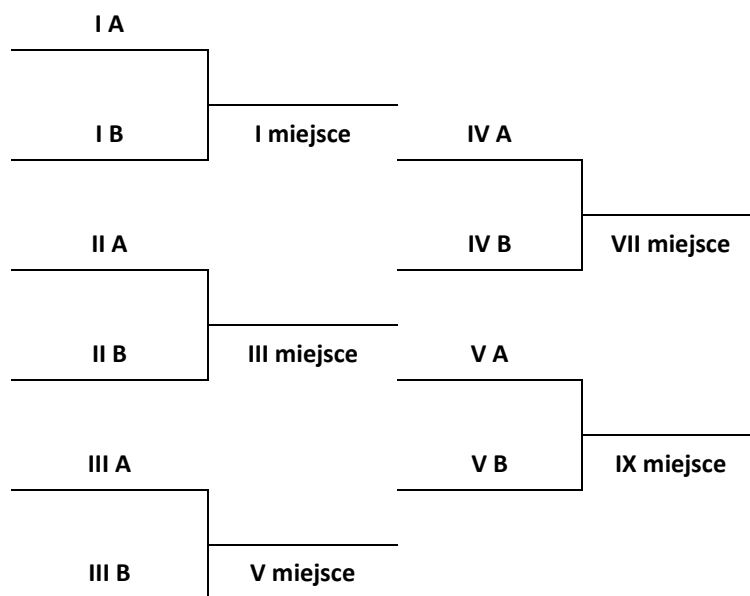 I A
I B
I miejsce
II A
II B
III miejsce
III A
III B
V miejsce
IV A
IV B
VII miejsce
V A
V B
IX miejsce